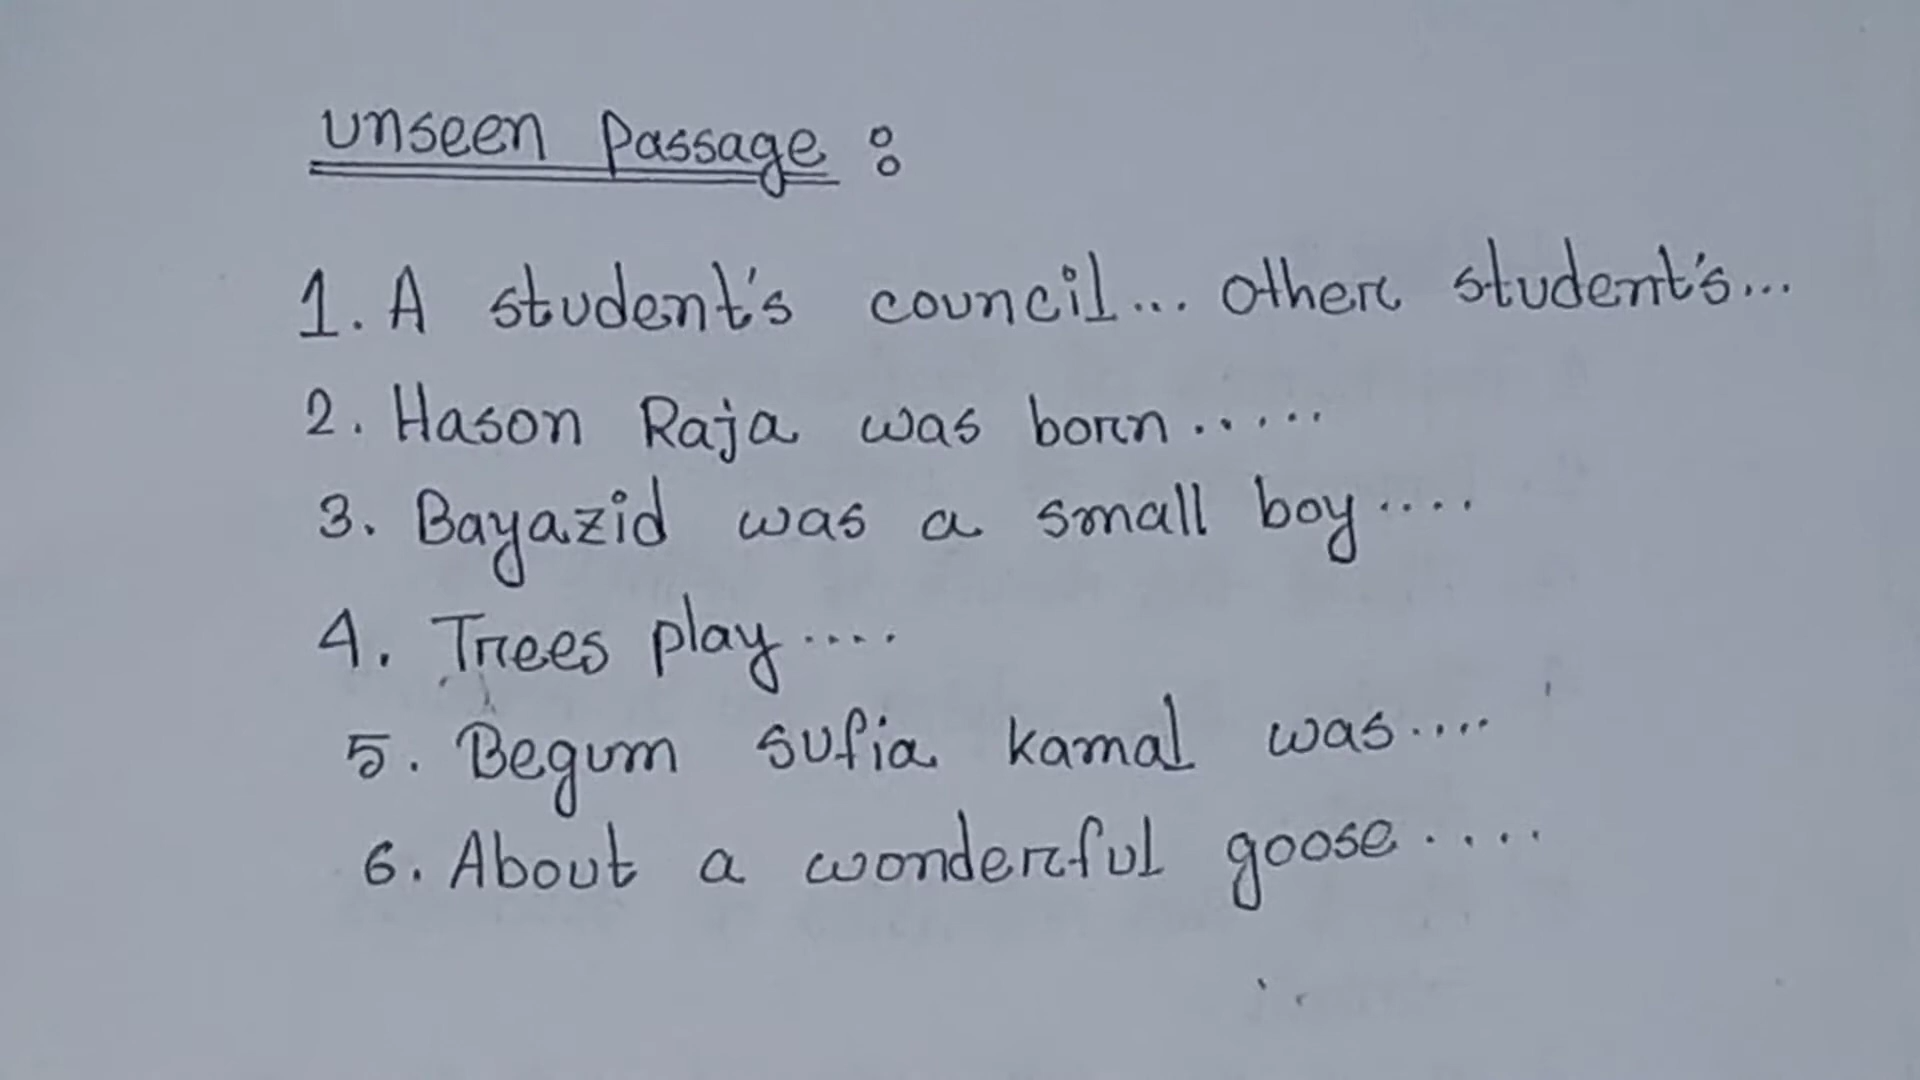 Unseen Passage :
1. A student's council... Other student's...
2. Hason Raja was born.....
3. Bayazid was a small boy....
4. Trees play....
5. Begum sufia kamal was....
6. About a wonderful goose....